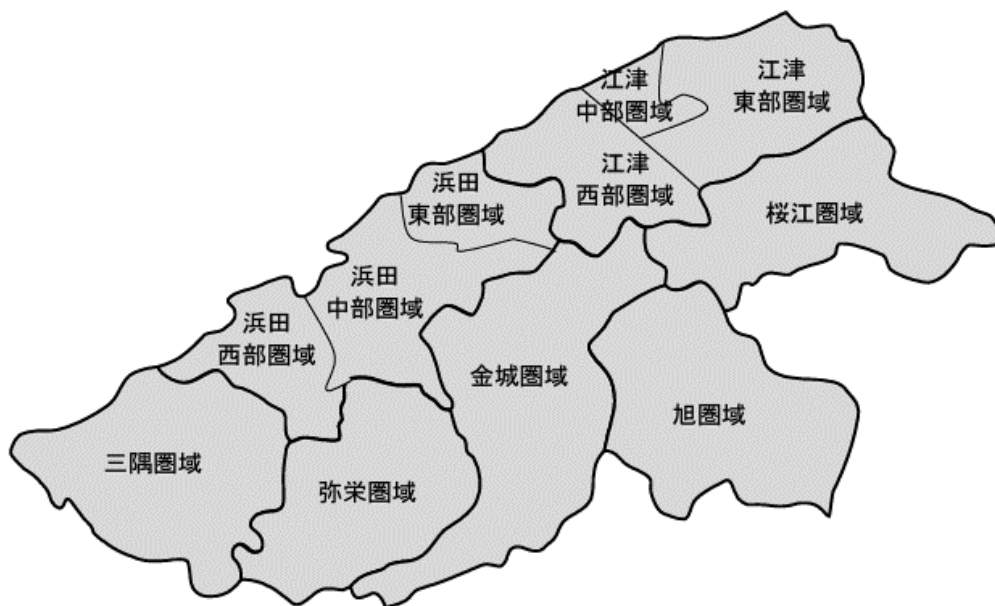 江津
東部圏域
江津
中部圏域
江津
西部圏域
浜田
東部圏域
桜江圏域
浜田
中部圏域
浜田
西部圏域
金城圏域
旭圏域
三隅圏域
弥栄圏域